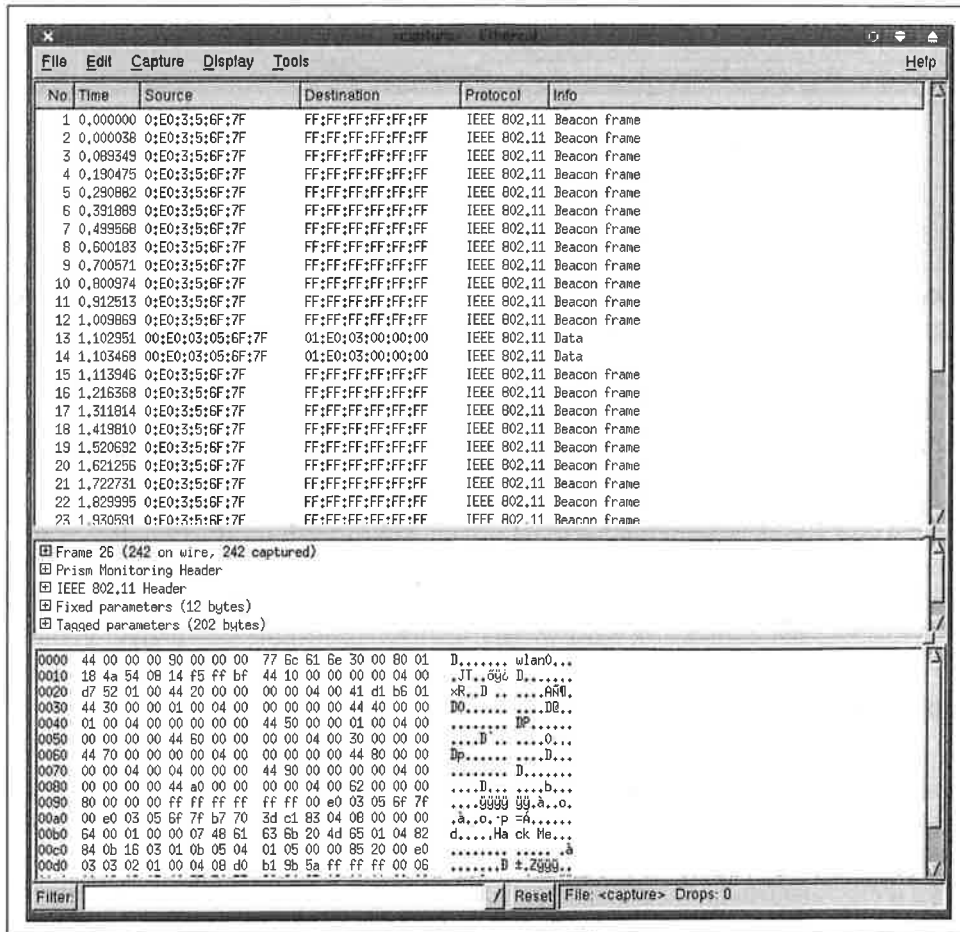 <capture> - Ethereal
File Edit Capture Display Tools Help
No. Time Source Destination Protocol Info
1 0.000000 0:E0:3:5:6F:7F FF:FF:FF:FF:FF:FF IEEE 802.11 Beacon frame
2 0.000038 0:E0:3:5:6F:7F FF:FF:FF:FF:FF:FF IEEE 802.11 Beacon frame
3 0.089349 0:E0:3:5:6F:7F FF:FF:FF:FF:FF:FF IEEE 802.11 Beacon frame
4 0.190475 0:E0:3:5:6F:7F FF:FF:FF:FF:FF:FF IEEE 802.11 Beacon frame
5 0.290882 0:E0:3:5:6F:7F FF:FF:FF:FF:FF:FF IEEE 802.11 Beacon frame
6 0.391889 0:E0:3:5:6F:7F FF:FF:FF:FF:FF:FF IEEE 802.11 Beacon frame
7 0.499568 0:E0:3:5:6F:7F FF:FF:FF:FF:FF:FF IEEE 802.11 Beacon frame
8 0.600183 0:E0:3:5:6F:7F FF:FF:FF:FF:FF:FF IEEE 802.11 Beacon frame
9 0.700571 0:E0:3:5:6F:7F FF:FF:FF:FF:FF:FF IEEE 802.11 Beacon frame
10 0.800974 0:E0:3:5:6F:7F FF:FF:FF:FF:FF:FF IEEE 802.11 Beacon frame
11 0.912513 0:E0:3:5:6F:7F FF:FF:FF:FF:FF:FF IEEE 802.11 Beacon frame
12 1.009869 0:E0:3:5:6F:7F FF:FF:FF:FF:FF:FF IEEE 802.11 Beacon frame
13 1.102951 00:E0:03:05:6F:7F 01:E0:03:00:00:00 IEEE 802.11 Data
14 1.103468 00:E0:03:05:6F:7F 01:E0:03:00:00:00 IEEE 802.11 Data
15 1.113946 0:E0:3:5:6F:7F FF:FF:FF:FF:FF:FF IEEE 802.11 Beacon frame
16 1.216368 0:E0:3:5:6F:7F FF:FF:FF:FF:FF:FF IEEE 802.11 Beacon frame
17 1.311814 0:E0:3:5:6F:7F FF:FF:FF:FF:FF:FF IEEE 802.11 Beacon frame
18 1.419810 0:E0:3:5:6F:7F FF:FF:FF:FF:FF:FF IEEE 802.11 Beacon frame
19 1.520692 0:E0:3:5:6F:7F FF:FF:FF:FF:FF:FF IEEE 802.11 Beacon frame
20 1.621256 0:E0:3:5:6F:7F FF:FF:FF:FF:FF:FF IEEE 802.11 Beacon frame
21 1.722731 0:E0:3:5:6F:7F FF:FF:FF:FF:FF:FF IEEE 802.11 Beacon frame
22 1.829995 0:E0:3:5:6F:7F FF:FF:FF:FF:FF:FF IEEE 802.11 Beacon frame
23 1.930591 0:E0:3:5:6F:7F FF:FF:FF:FF:FF:FF IEEE 802.11 Beacon frame
Frame 26 (242 on wire, 242 captured)
Prism Monitoring Header
IEEE 802.11 Header
Fixed parameters (12 bytes)
Tagged parameters (202 bytes)
0000 44 00 00 00 90 00 00 00 77 6c 61 6e 30 00 80 01 D....... wlan0...
0010 18 4a 54 08 14 f5 ff bf 44 10 00 00 00 00 04 00 .JT..õÿ¿ D.......
0020 d7 52 01 00 44 20 00 00 00 00 04 00 41 d1 b6 01 ×R..D .. ....AÑ¶.
0030 44 30 00 00 01 00 04 00 00 00 00 00 44 40 00 00 D0...... ....D@..
0040 01 00 04 00 00 00 00 00 44 50 00 00 01 00 04 00 ........ DP......
0050 00 00 00 00 44 60 00 00 00 00 04 00 30 00 00 00 ....D`.. ....0...
0060 44 70 00 00 00 00 04 00 00 00 00 00 44 80 00 00 Dp...... ....D...
0070 00 00 04 00 04 00 00 00 44 90 00 00 00 00 04 00 ........ D.......
0080 00 00 00 00 44 a0 00 00 00 00 04 00 62 00 00 00 ....D... ....b...
0090 80 00 00 00 ff ff ff ff ff ff 00 e0 03 05 6f 7f ....ÿÿÿÿ ÿÿ.à..o.
00a0 00 e0 03 05 6f 7f b7 70 3d c1 83 04 08 00 00 00 .à..o.·p =Á......
00b0 64 00 01 00 00 07 48 61 63 6b 20 4d 65 01 04 82 d.....Ha ck Me...
00c0 84 0b 16 03 01 0b 05 04 01 05 00 00 85 20 00 e0 ........ ..... .à
00d0 03 03 02 01 00 04 08 d0 b1 9b 5a ff ff ff 00 06 .......Ð ±.Zÿÿÿ..
Filter: / Reset File: <capture> Drops: 0